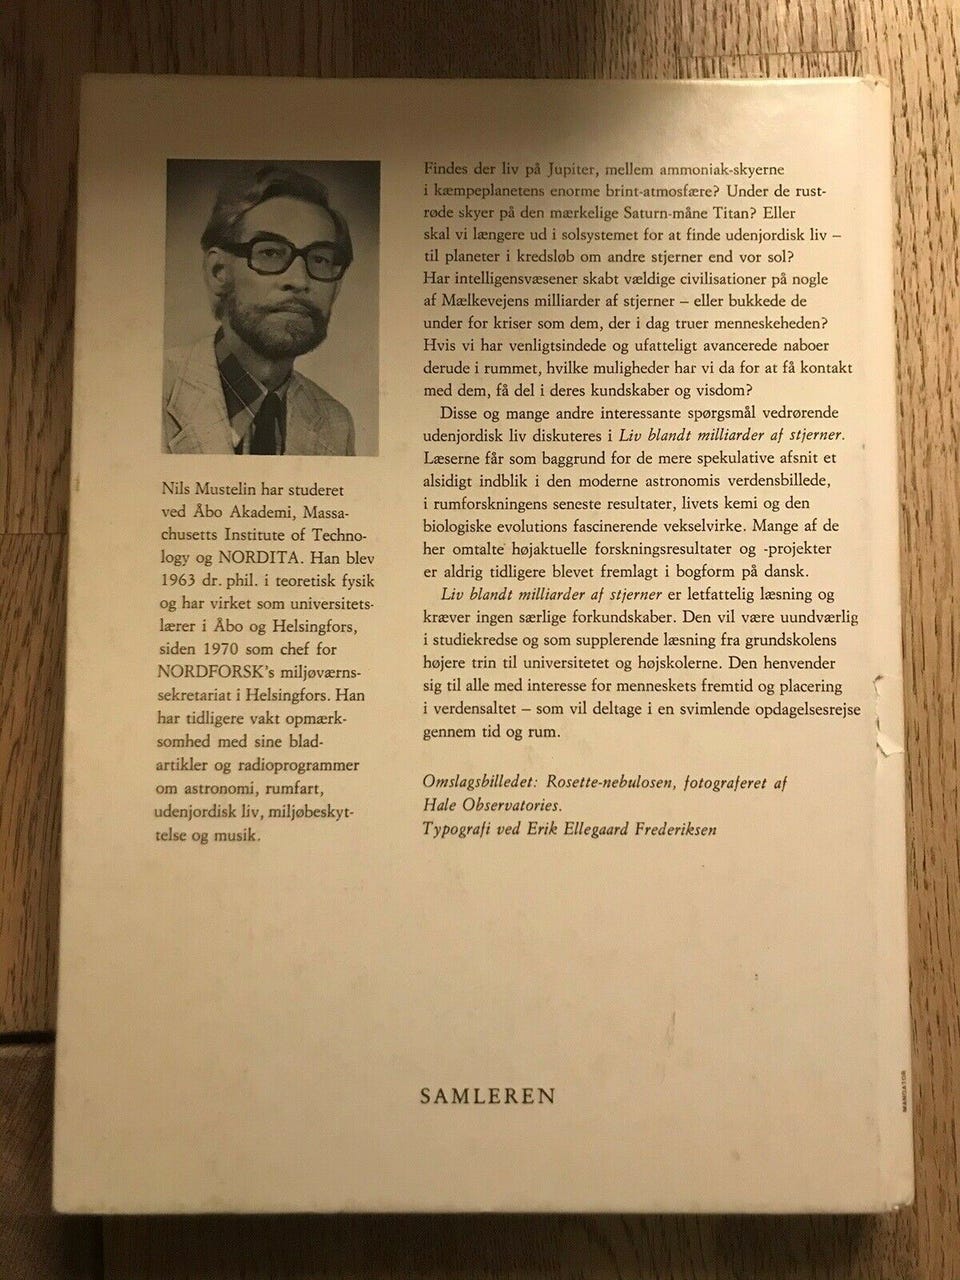 Findes der liv på Jupiter, mellem ammoniak-skyerne
i kæmpeplanetens enorme brint-atmosfære? Under de rust-
røde skyer på den mærkelige Saturn-måne Titan? Eller
skal vi længere ud i solsystemet for at finde udenjordisk liv –
til planeter i kredsløb om andre stjerner end vor sol?
Har intelligensvæsener skabt vældige civilisationer på nogle
af Mælkevejens milliarder af stjerner – eller bukkede de
under for kriser som dem, der i dag truer menneskeheden?
Hvis vi har venligtsindede og ufatteligt avancerede naboer
derude i rummet, hvilke muligheder har vi da for at få kontakt
med dem, få del i deres kundskaber og visdom?
Disse og mange andre interessante spørgsmål vedrørende
udenjordisk liv diskuteres i Liv blandt milliarder af stjerner.
Læserne får som baggrund for de mere spekulative afsnit et
alsidigt indblik i den moderne astronomis verdensbillede,
i rumforskningens seneste resultater, livets kemi og den
biologiske evolutions fascinerende vekselvirke. Mange af de
her omtalte højaktuelle forskningsresultater og -projekter
er aldrig tidligere blevet fremlagt i bogform på dansk.
Liv blandt milliarder af stjerner er letfattelig læsning og
kræver ingen særlige forkundskaber. Den vil være uundværlig
i studiekredse og som supplerende læsning fra grundskolens
højere trin til universitetet og højskolerne. Den henvender
sig til alle med interesse for menneskets fremtid og placering
i verdensaltet – som vil deltage i en svimlende opdagelsesrejse
gennem tid og rum.
Omslagsbilledet: Rosette-nebulosen, fotograferet af
Hale Observatories.
Typografi ved Erik Ellegaard Frederiksen
Nils Mustelin har studeret
ved Åbo Akademi, Massa-
chusetts Institute of Techno-
logy og NORDITA. Han blev
1963 dr. phil. i teoretisk fysik
og har virket som universitets-
lærer i Åbo og Helsingfors,
siden 1970 som chef for
NORDFORSK's miljøværns-
sekretariat i Helsingfors. Han
har tidligere vakt opmærk-
somhed med sine blad-
artikler og radioprogrammer
om astronomi, rumfart,
udenjordisk liv, miljøbeskyt-
telse og musik.
SAMLEREN
MANGATOR